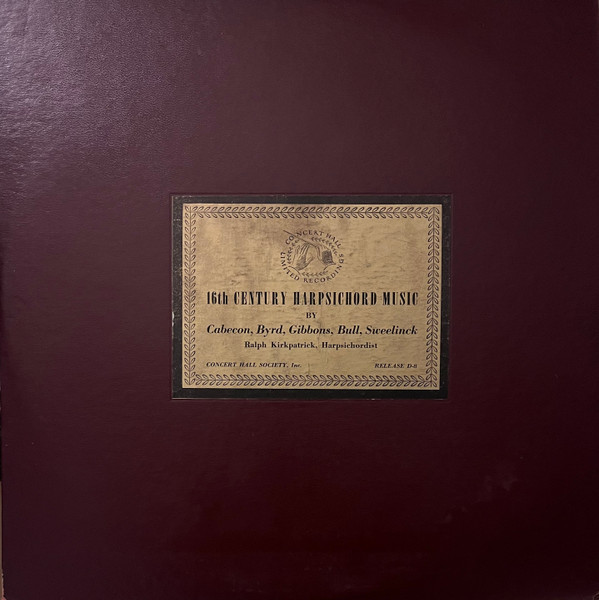 CONCERT HALL
LIMITED RECORDINGS
16th CENTURY HARPSICHORD MUSIC
BY
Cabecon, Byrd, Gibbons, Bull, Sweelinck
Ralph Kirkpatrick, Harpsichordist
CONCERT HALL SOCIETY, Inc. RELEASE D-8